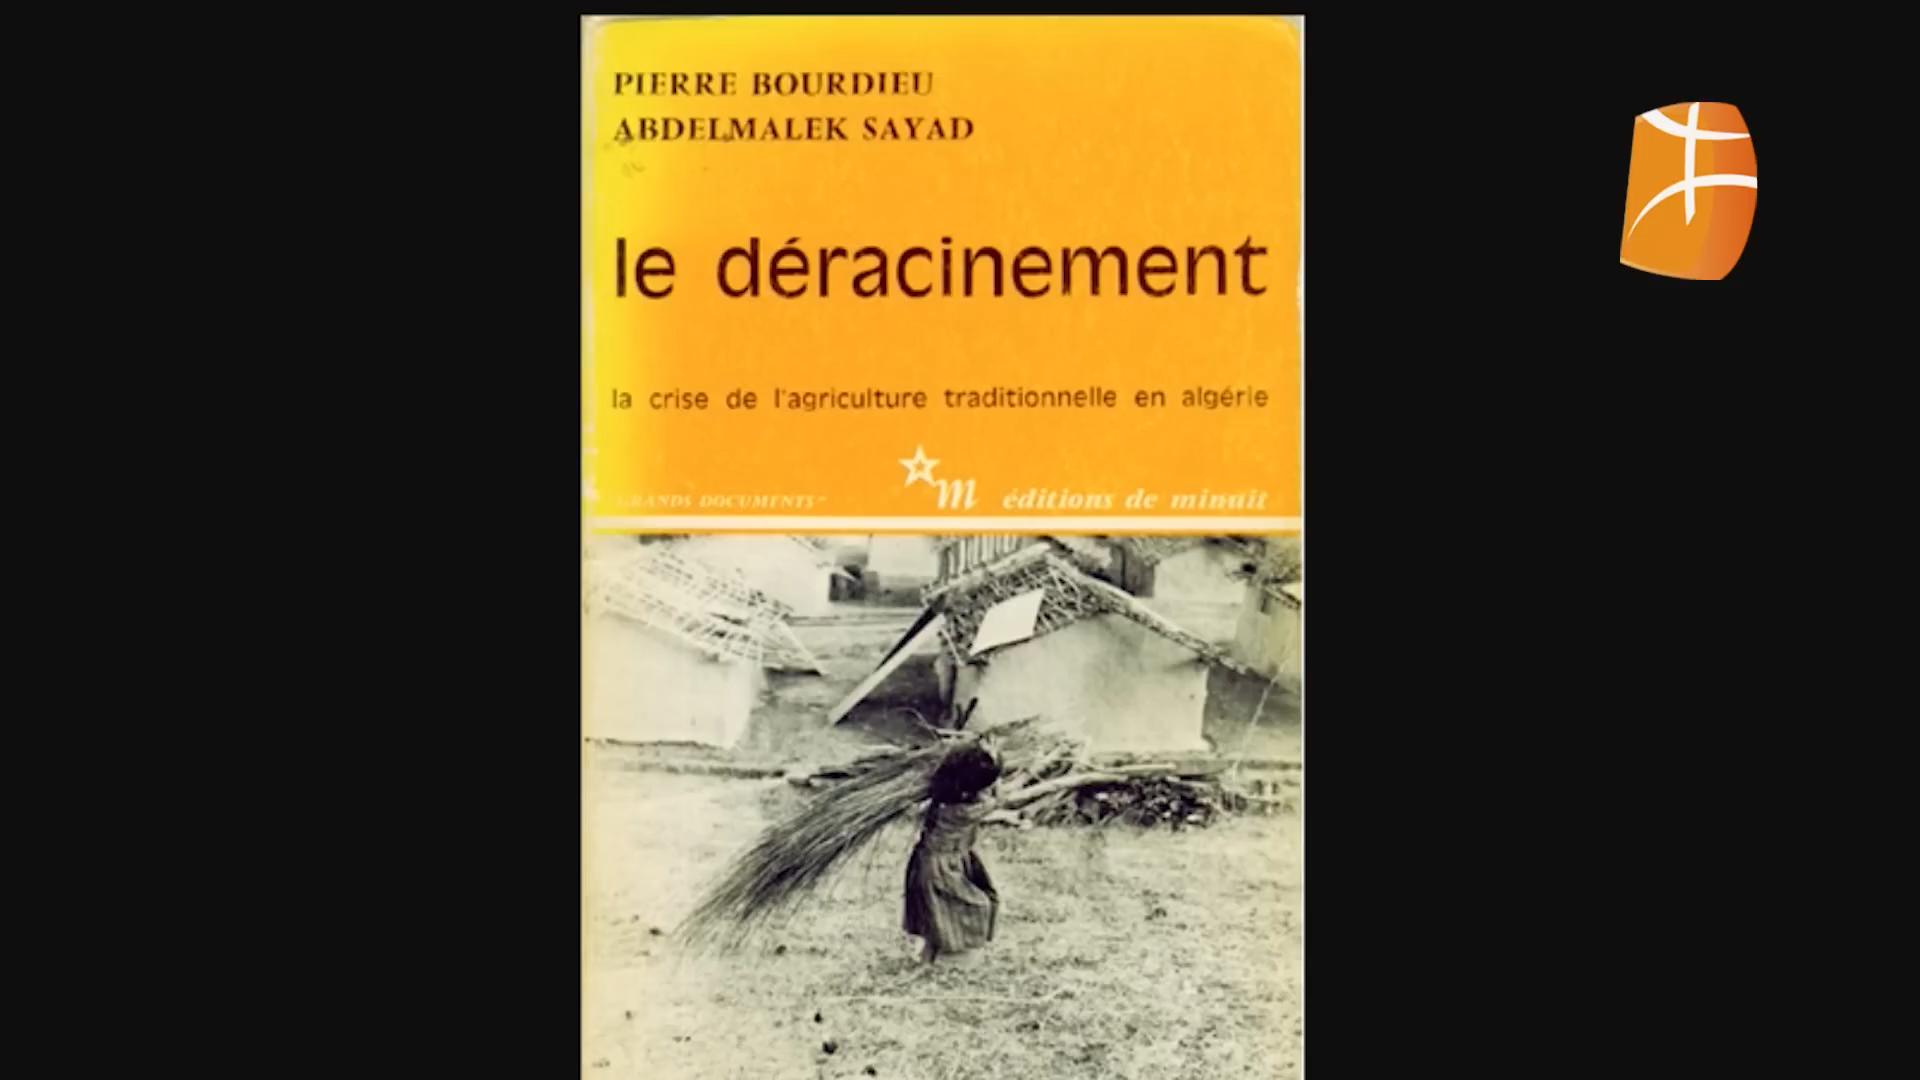 PIERRE BOURDIEU
ABDELMALEK SAYAD
le déracinement
la crise de l'agriculture traditionnelle en algérie
GRANDS DOCUMENTS"
m éditions de minuit